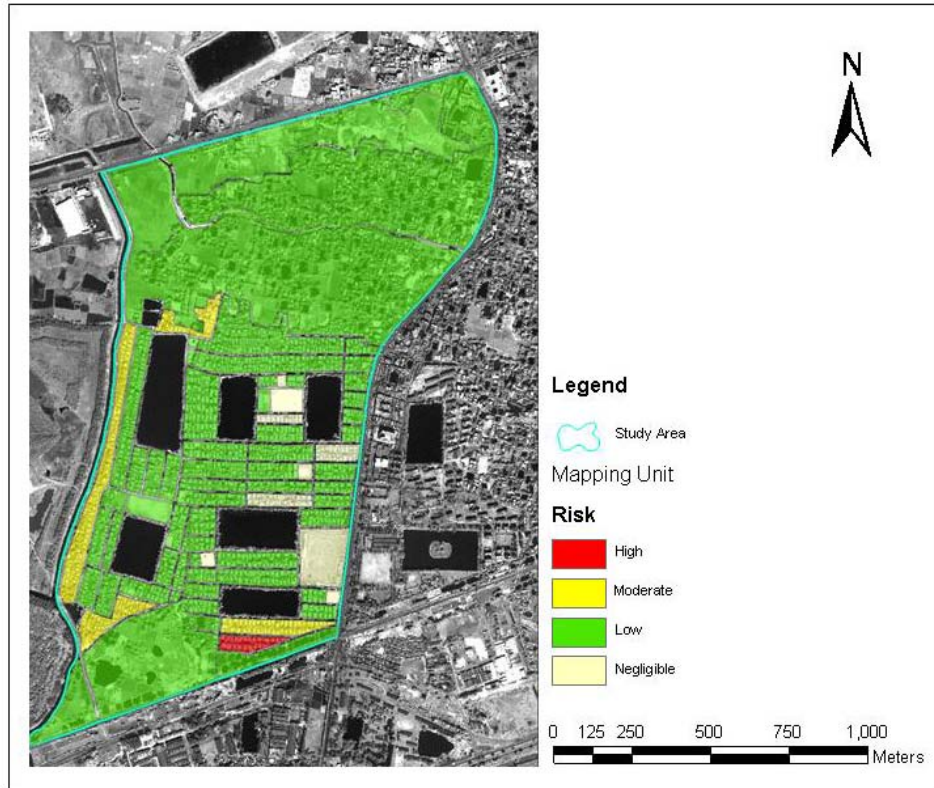 N
Legend
Study Area
Mapping Unit
Risk
High
Moderate
Low
Negligible
0 125 250 500 750 1,000
Meters